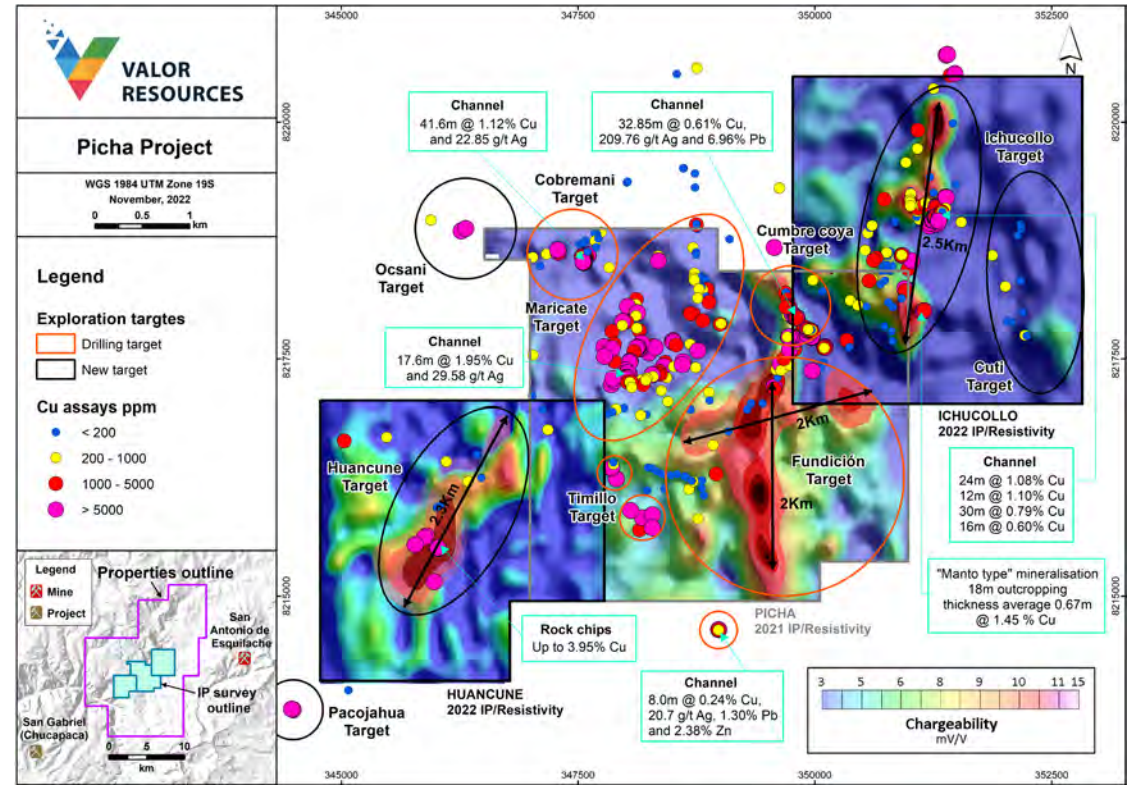 VALOR
RESOURCES
Picha Project
WGS 1984 UTM Zone 19S
November, 2022
0 0.5 1
km
Legend
Exploration targtes
Drilling target
New target
Cu assays ppm
< 200
200 - 1000
1000 - 5000
> 5000
Legend
Mine
Project
Properties outline
San
Antonio de
Esquilache
IP survey
outline
San Gabriel
(Chucapaca)
0 5 10
km
345000
347500
350000
352500
N
8220000
8217500
8215000
Channel
41.6m @ 1.12% Cu
and 22.85 g/t Ag
Channel
32.85m @ 0.61% Cu,
209.76 g/t Ag and 6.96% Pb
Ichucollo
Target
Cobremani
Target
Cumbre coya
Target
2.5Km
Ocsani
Target
Maricate
Target
Channel
17.6m @ 1.95% Cu
and 29.58 g/t Ag
Cuti
Target
ICHUCOLLO
2022 IP/Resistivity
2Km
Huancune
Target
2.3Km
Fundición
Target
2Km
Timillo
Target
Channel
24m @ 1.08% Cu
12m @ 1.10% Cu
30m @ 0.79% Cu
16m @ 0.60% Cu
"Manto type" mineralisation
18m outcropping
thickness average 0.67m
@ 1.45 % Cu
PICHA
2021 IP/Resistivity
Rock chips
Up to 3.95% Cu
HUANCUNE
2022 IP/Resistivity
Channel
8.0m @ 0.24% Cu,
20.7 g/t Ag, 1.30% Pb
and 2.38% Zn
Pacojahua
Target
3 5 6 8 9 10 11 15
Chargeability
mV/V
345000
347500
350000
352500